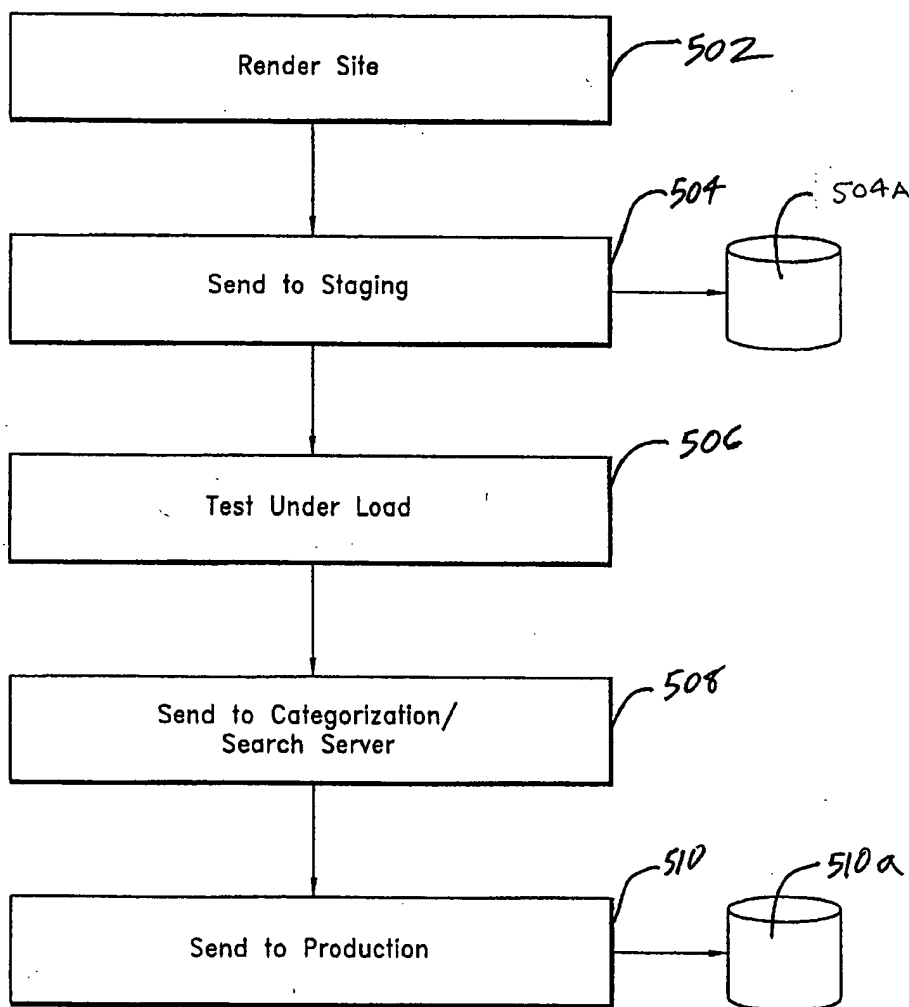 Render Site
502
504
504A
Send to Staging
506
Test Under Load
508
Send to Categorization/
Search Server
510
510a
Send to Production